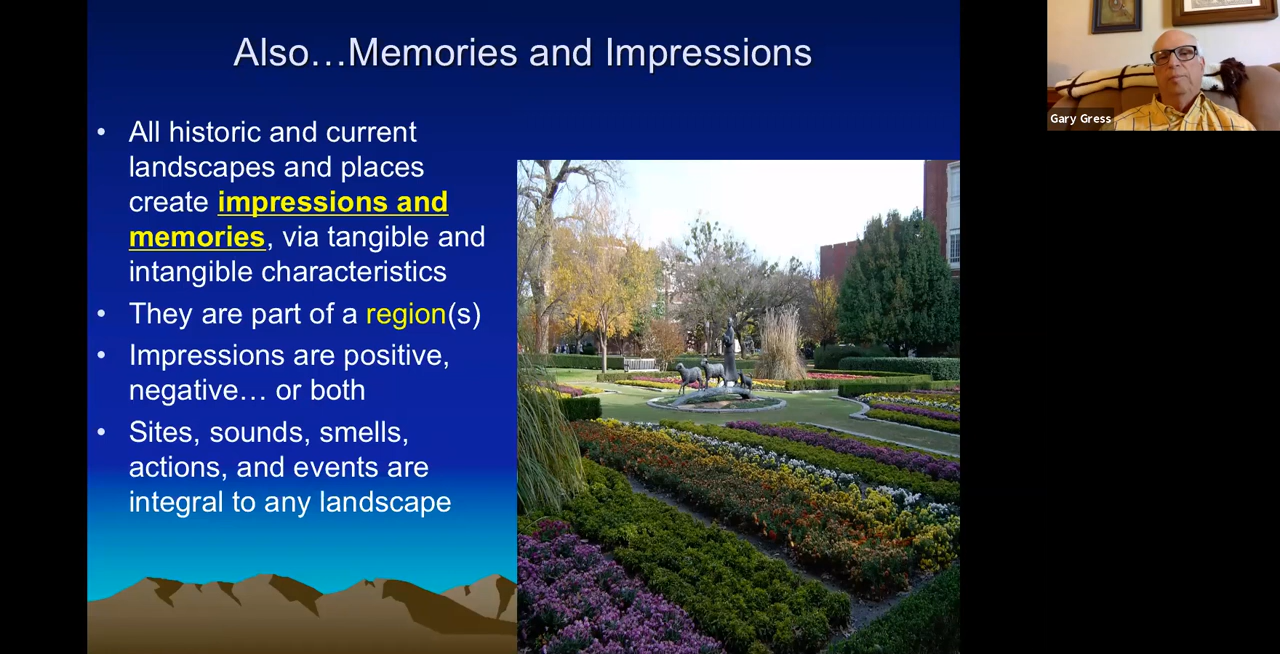 Also…Memories and Impressions
• All historic and current
landscapes and places
create impressions and
memories, via tangible and
intangible characteristics
• They are part of a region(s)
• Impressions are positive,
negative… or both
• Sites, sounds, smells,
actions, and events are
integral to any landscape
Gary Gress